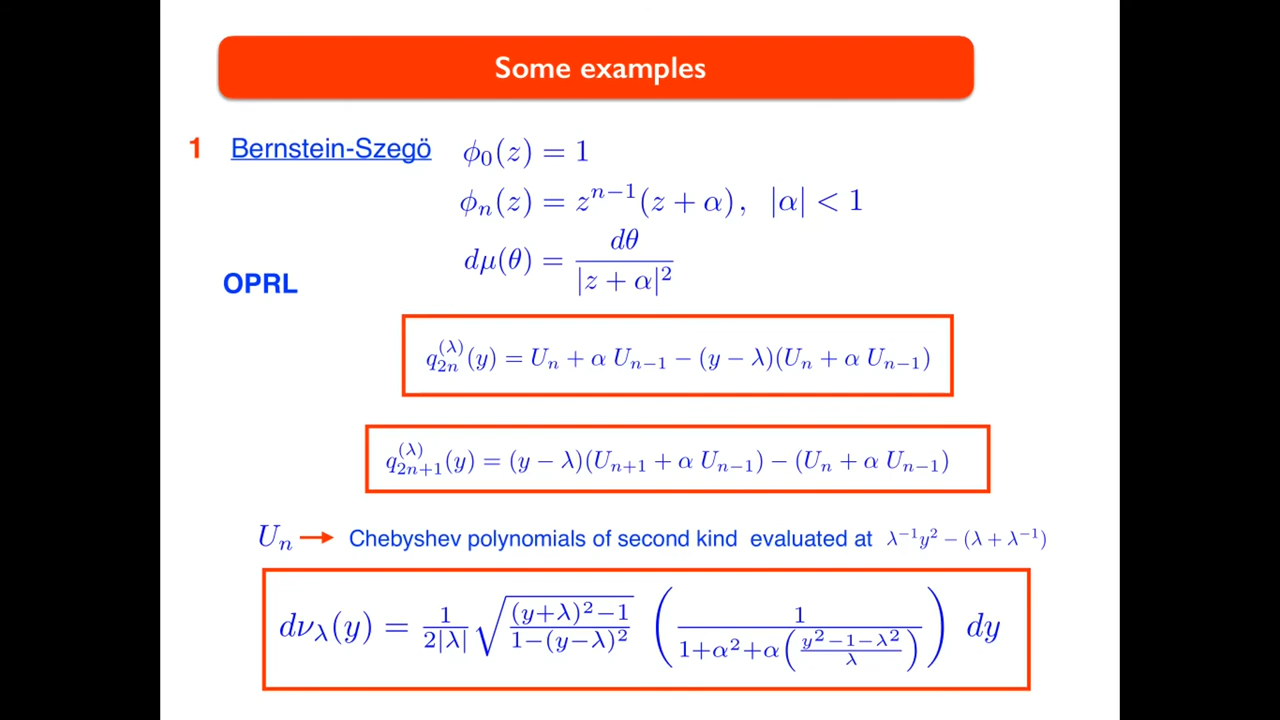 Some examples
1 Bernstein-Szegö ϕ₀(z) = 1
ϕₙ(z) = zⁿ⁻¹(z + α), |α| < 1
dμ(θ) = dθ / |z + α|²
OPRL
q₂ₙ^(λ)(y) = Uₙ + α Uₙ₋₁ − (y − λ)(Uₙ + α Uₙ₋₁)
q₂ₙ₊₁^(λ)(y) = (y − λ)(Uₙ₊₁ + α Uₙ₋₁) − (Uₙ + α Uₙ₋₁)
Uₙ → Chebyshev polynomials of second kind evaluated at λ⁻¹y² − (λ + λ⁻¹)
dν_λ(y) = 1/(2|λ|) √(((y+λ)²−1)/(1−(y−λ)²)) (1/(1+α²+α((y²−1−λ²)/λ))) dy